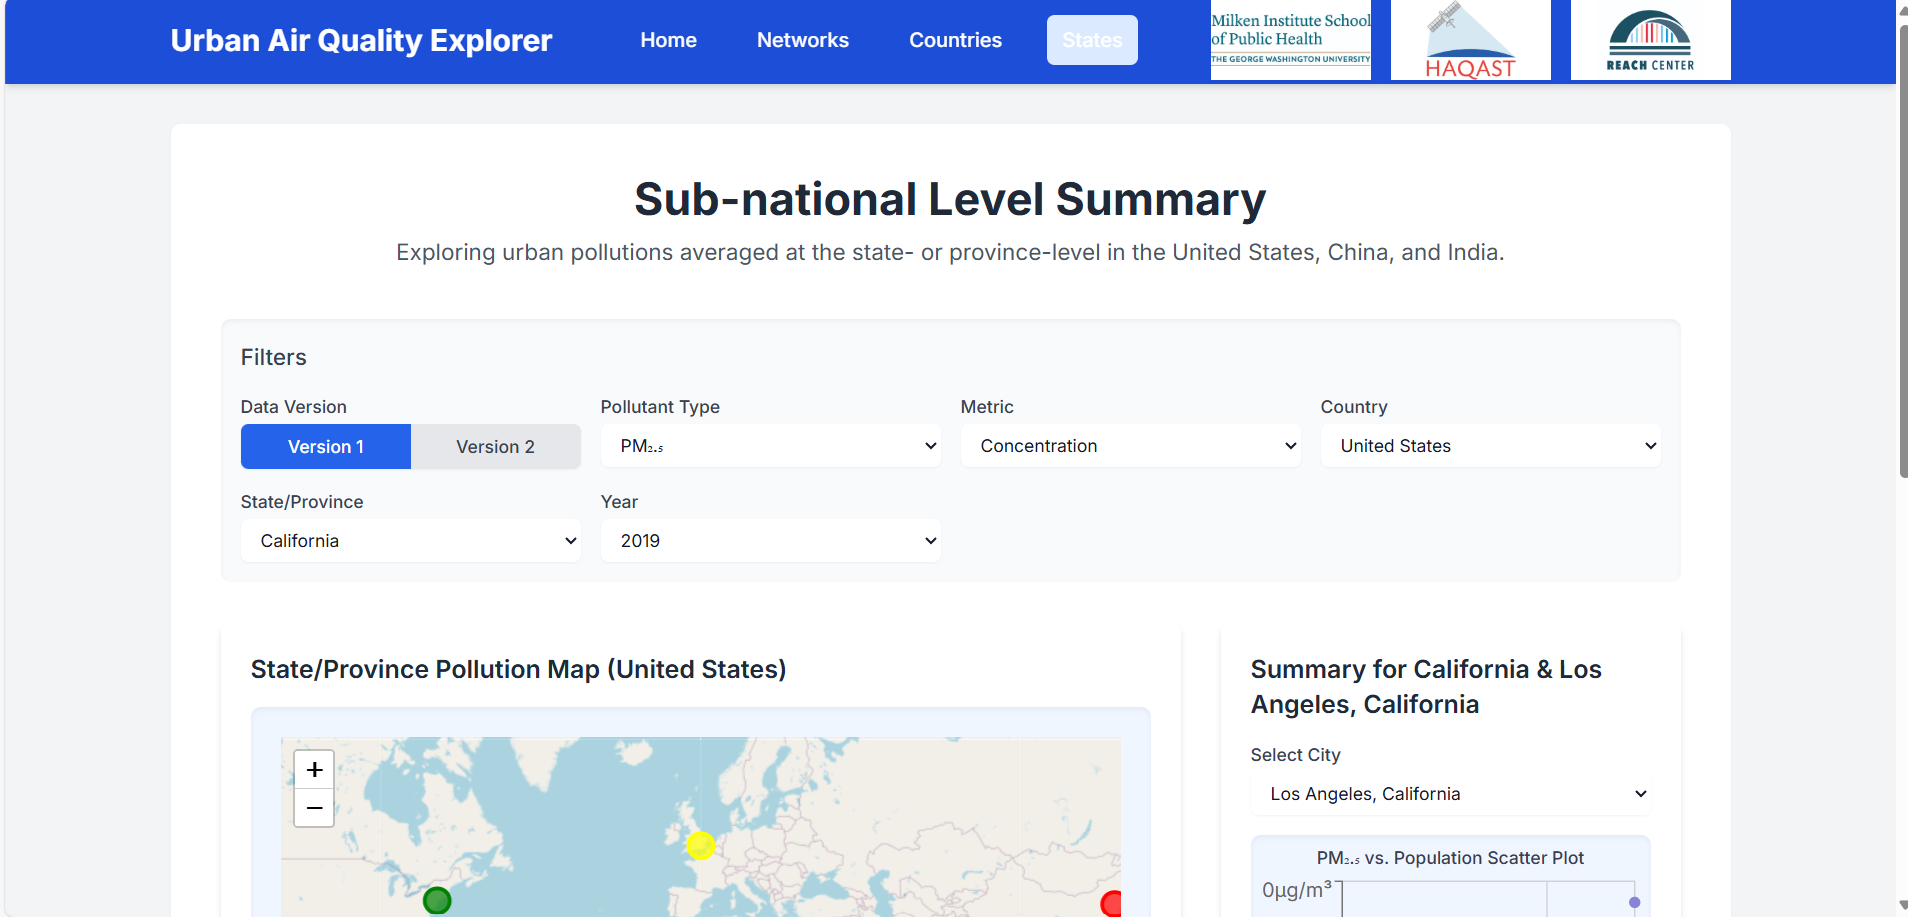 Urban Air Quality Explorer
Home
Networks
Countries
States
Milken Institute School
of Public Health
THE GEORGE WASHINGTON UNIVERSITY
HAQAST
REACH CENTER
Sub-national Level Summary
Exploring urban pollutions averaged at the state- or province-level in the United States, China, and India.
Filters
Data Version
Version 1
Version 2
Pollutant Type
PM₂.₅
Metric
Concentration
Country
United States
State/Province
California
Year
2019
State/Province Pollution Map (United States)
+
−
Summary for California & Los
Angeles, California
Select City
Los Angeles, California
PM₂.₅ vs. Population Scatter Plot
0µg/m³